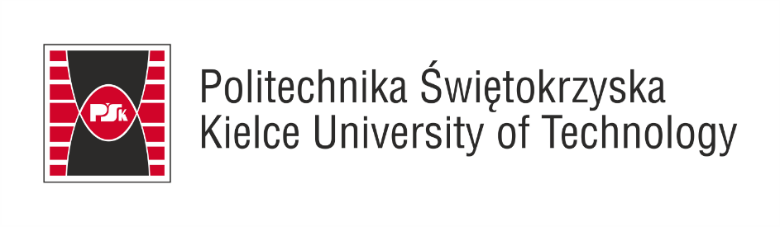 PŚk
Politechnika Świętokrzyska
Kielce University of Technology